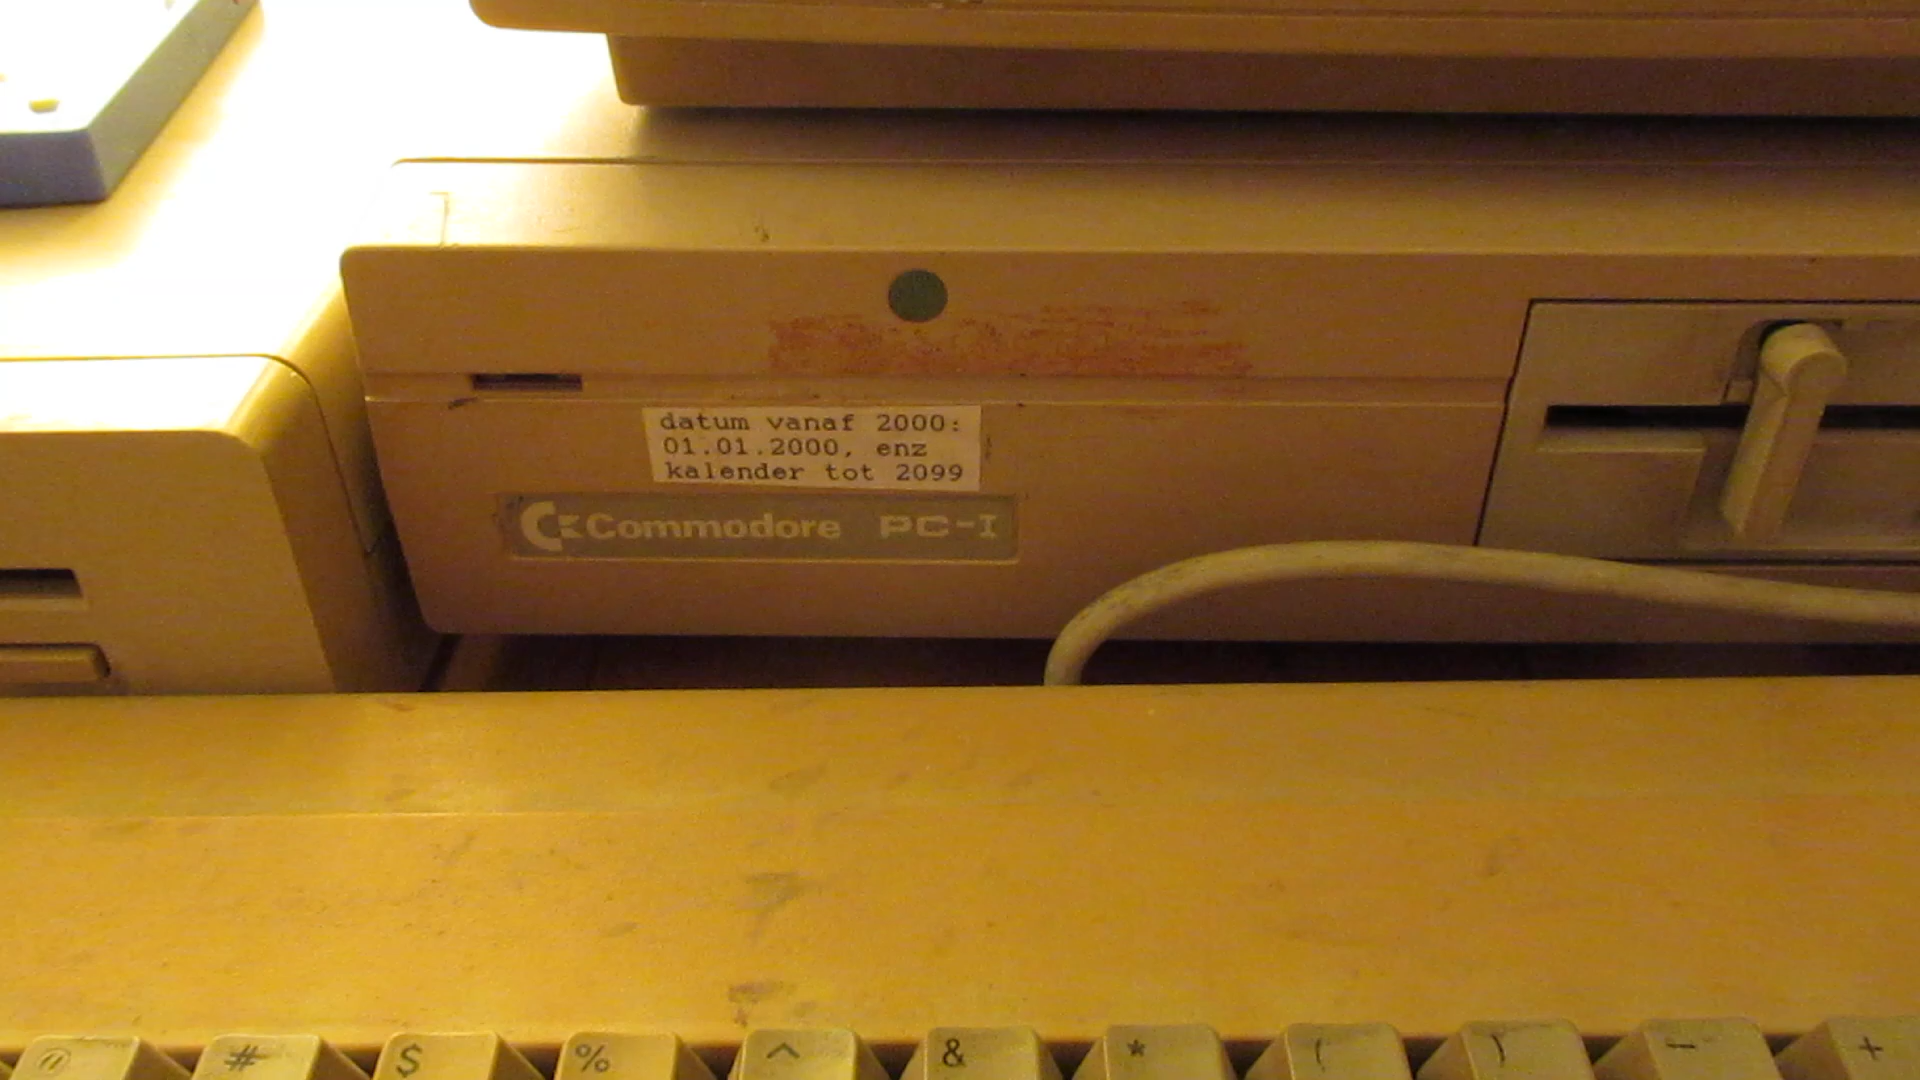 datum vanaf 2000:
01.01.2000, enz
kalender tot 2099
Commodore PC-I
@ # $ % ^ & * ( ) − +